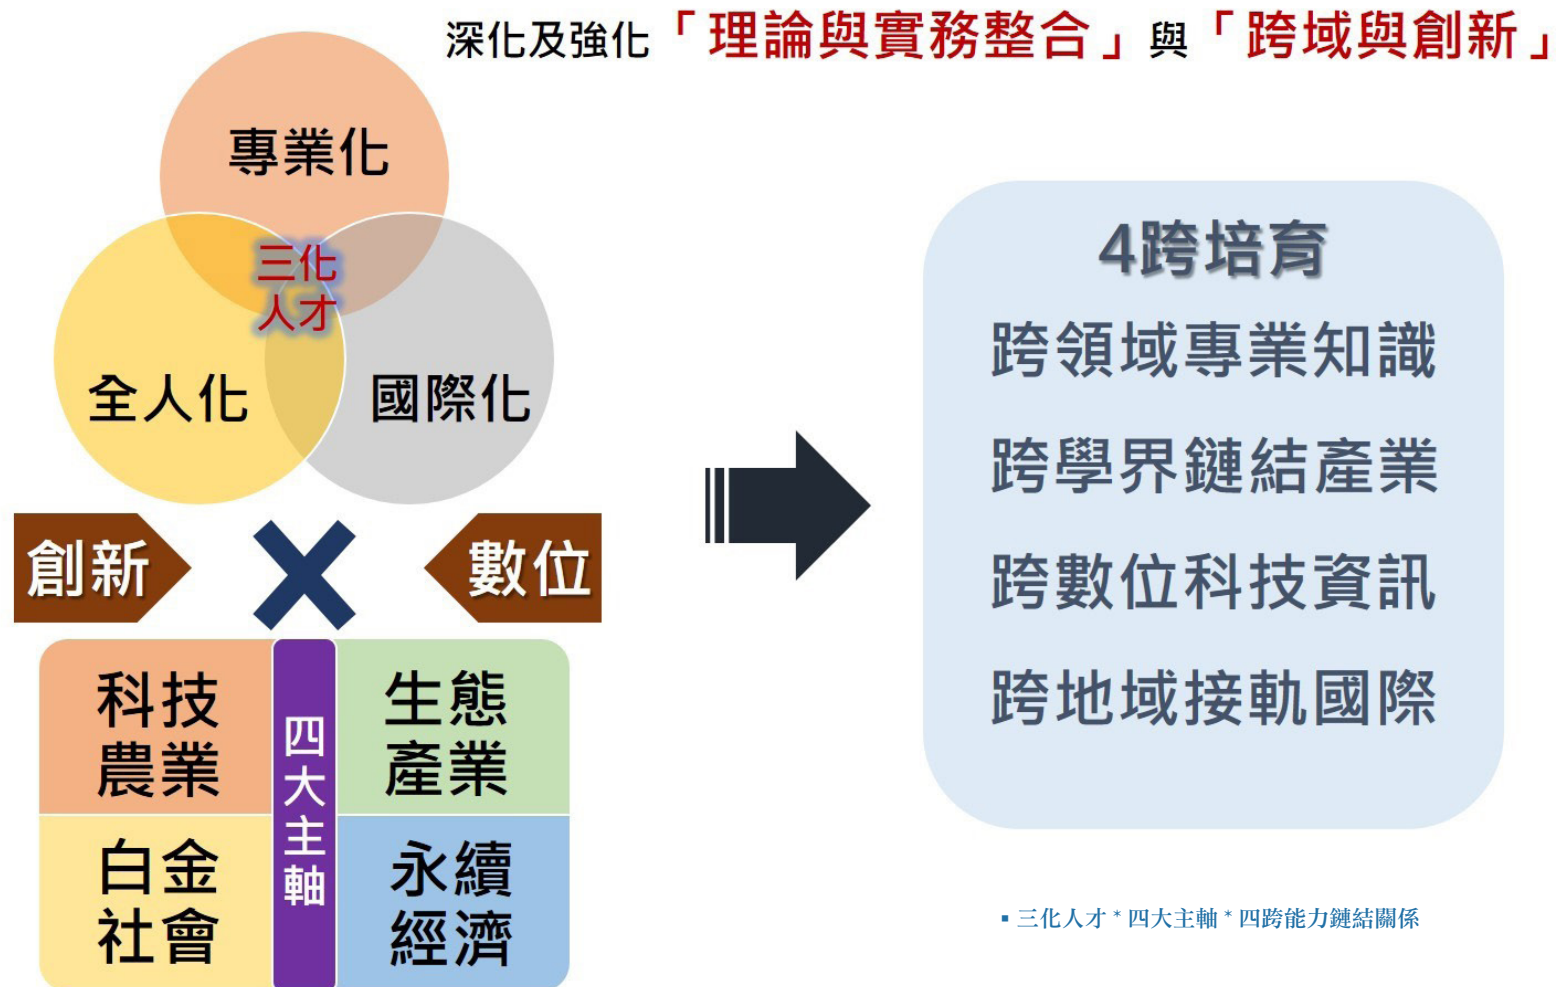 深化及強化「理論與實務整合」與「跨域與創新」
專業化
三化
人才
全人化
國際化
創新
數位
科技
農業
生態
產業
四大主軸
白金
社會
永續
經濟
4跨培育
跨領域專業知識
跨學界鏈結產業
跨數位科技資訊
跨地域接軌國際
▪ 三化人才 * 四大主軸 * 四跨能力鏈結關係